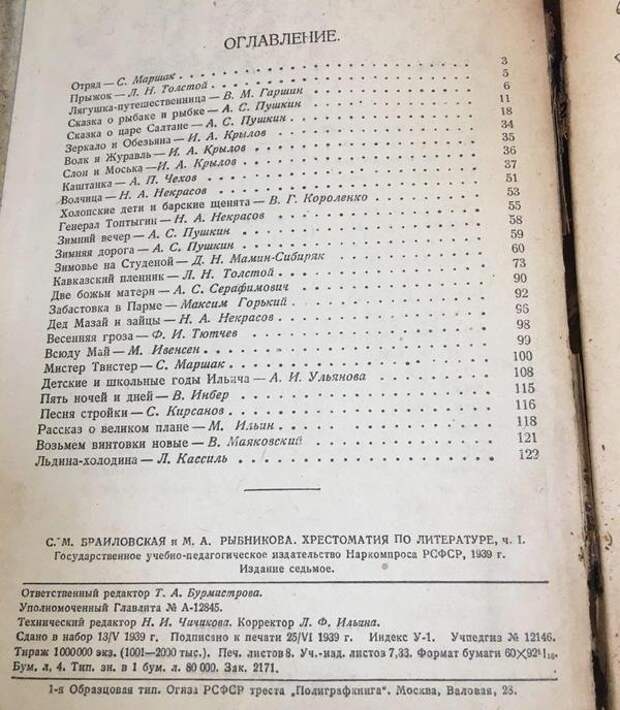 ОГЛАВЛЕНИЕ.
Отряд — С. Маршак . . . . . . . . . . 3
Прыжок — Л. Н. Толстой . . . . . . . . . . 5
Лягушка-путешественница — В. М. Гаршин . . . . . . . . . . 6
Сказка о рыбаке и рыбке — А. С. Пушкин . . . . . . . . . . 11
Сказка о царе Салтане — А. С. Пушкин . . . . . . . . . . 18
Зеркало и Обезьяна — И. А. Крылов . . . . . . . . . . 34
Волк и Журавль — И. А. Крылов . . . . . . . . . . 35
Слон и Моська — И. А. Крылов . . . . . . . . . . 36
Каштанка — А. П. Чехов . . . . . . . . . . 37
Волчица — Н. А. Некрасов . . . . . . . . . . 51
Холопские дети и барские щенята — В. Г. Короленко . . . . . . . . . . 53
Генерал Топтыгин — Н. А. Некрасов . . . . . . . . . . 55
Зимний вечер — А. С. Пушкин . . . . . . . . . . 58
Зимняя дорога — А. С. Пушкин . . . . . . . . . . 59
Зимовье на Студеной — Д. Н. Мамин-Сибиряк . . . . . . . . . . 60
Кавказский пленник — Л. Н. Толстой . . . . . . . . . . 73
Две божьи матери — А. С. Серафимович . . . . . . . . . . 90
Забастовка в Парме — Максим Горький . . . . . . . . . . 92
Дед Мазай и зайцы — Н. А. Некрасов . . . . . . . . . . 96
Весенняя гроза — Ф. И. Тютчев . . . . . . . . . . 98
Всюду Май — М. Ивенсен . . . . . . . . . . 99
Мистер Твистер — С. Маршак . . . . . . . . . . 100
Детские и школьные годы Ильича — А. И. Ульянова . . . . . . . . . . 108
Пять ночей и дней — В. Инбер . . . . . . . . . . 115
Песня стройки — С. Кирсанов . . . . . . . . . . 116
Рассказ о великом плане — М. Ильин . . . . . . . . . . 118
Возьмем винтовки новые — В. Маяковский . . . . . . . . . . 121
Льдина-холодина — Л. Кассиль . . . . . . . . . . 122
С. М. БРАИЛОВСКАЯ и М. А. РЫБНИКОВА. ХРЕСТОМАТИЯ ПО ЛИТЕРАТУРЕ, ч. I.
Государственное учебно-педагогическое издательство Наркомпроса РСФСР, 1939 г.
Издание седьмое.
Ответственный редактор Т. А. Бурмистрова.
Уполномоченный Главлита № А-12845.
Технический редактор Н. И. Чичикова. Корректор Л. Ф. Ильина.
Сдано в набор 13/V 1939 г. Подписано к печати 25/VI 1939 г. Индекс У-1. Учпедгиз № 12146.
Тираж 1000000 экз. (1001—2000 тыс.). Печ. листов 8. Уч.-изд. листов 7,33. Формат бумаги 60×92 1/16.
Бум. л. 4. Тип. зн. в 1 бум. л. 80 000. Зак. 2171.
1-я Образцовая тип. Огиза РСФСР треста „Полиграфкнига“. Москва, Валовая, 28.